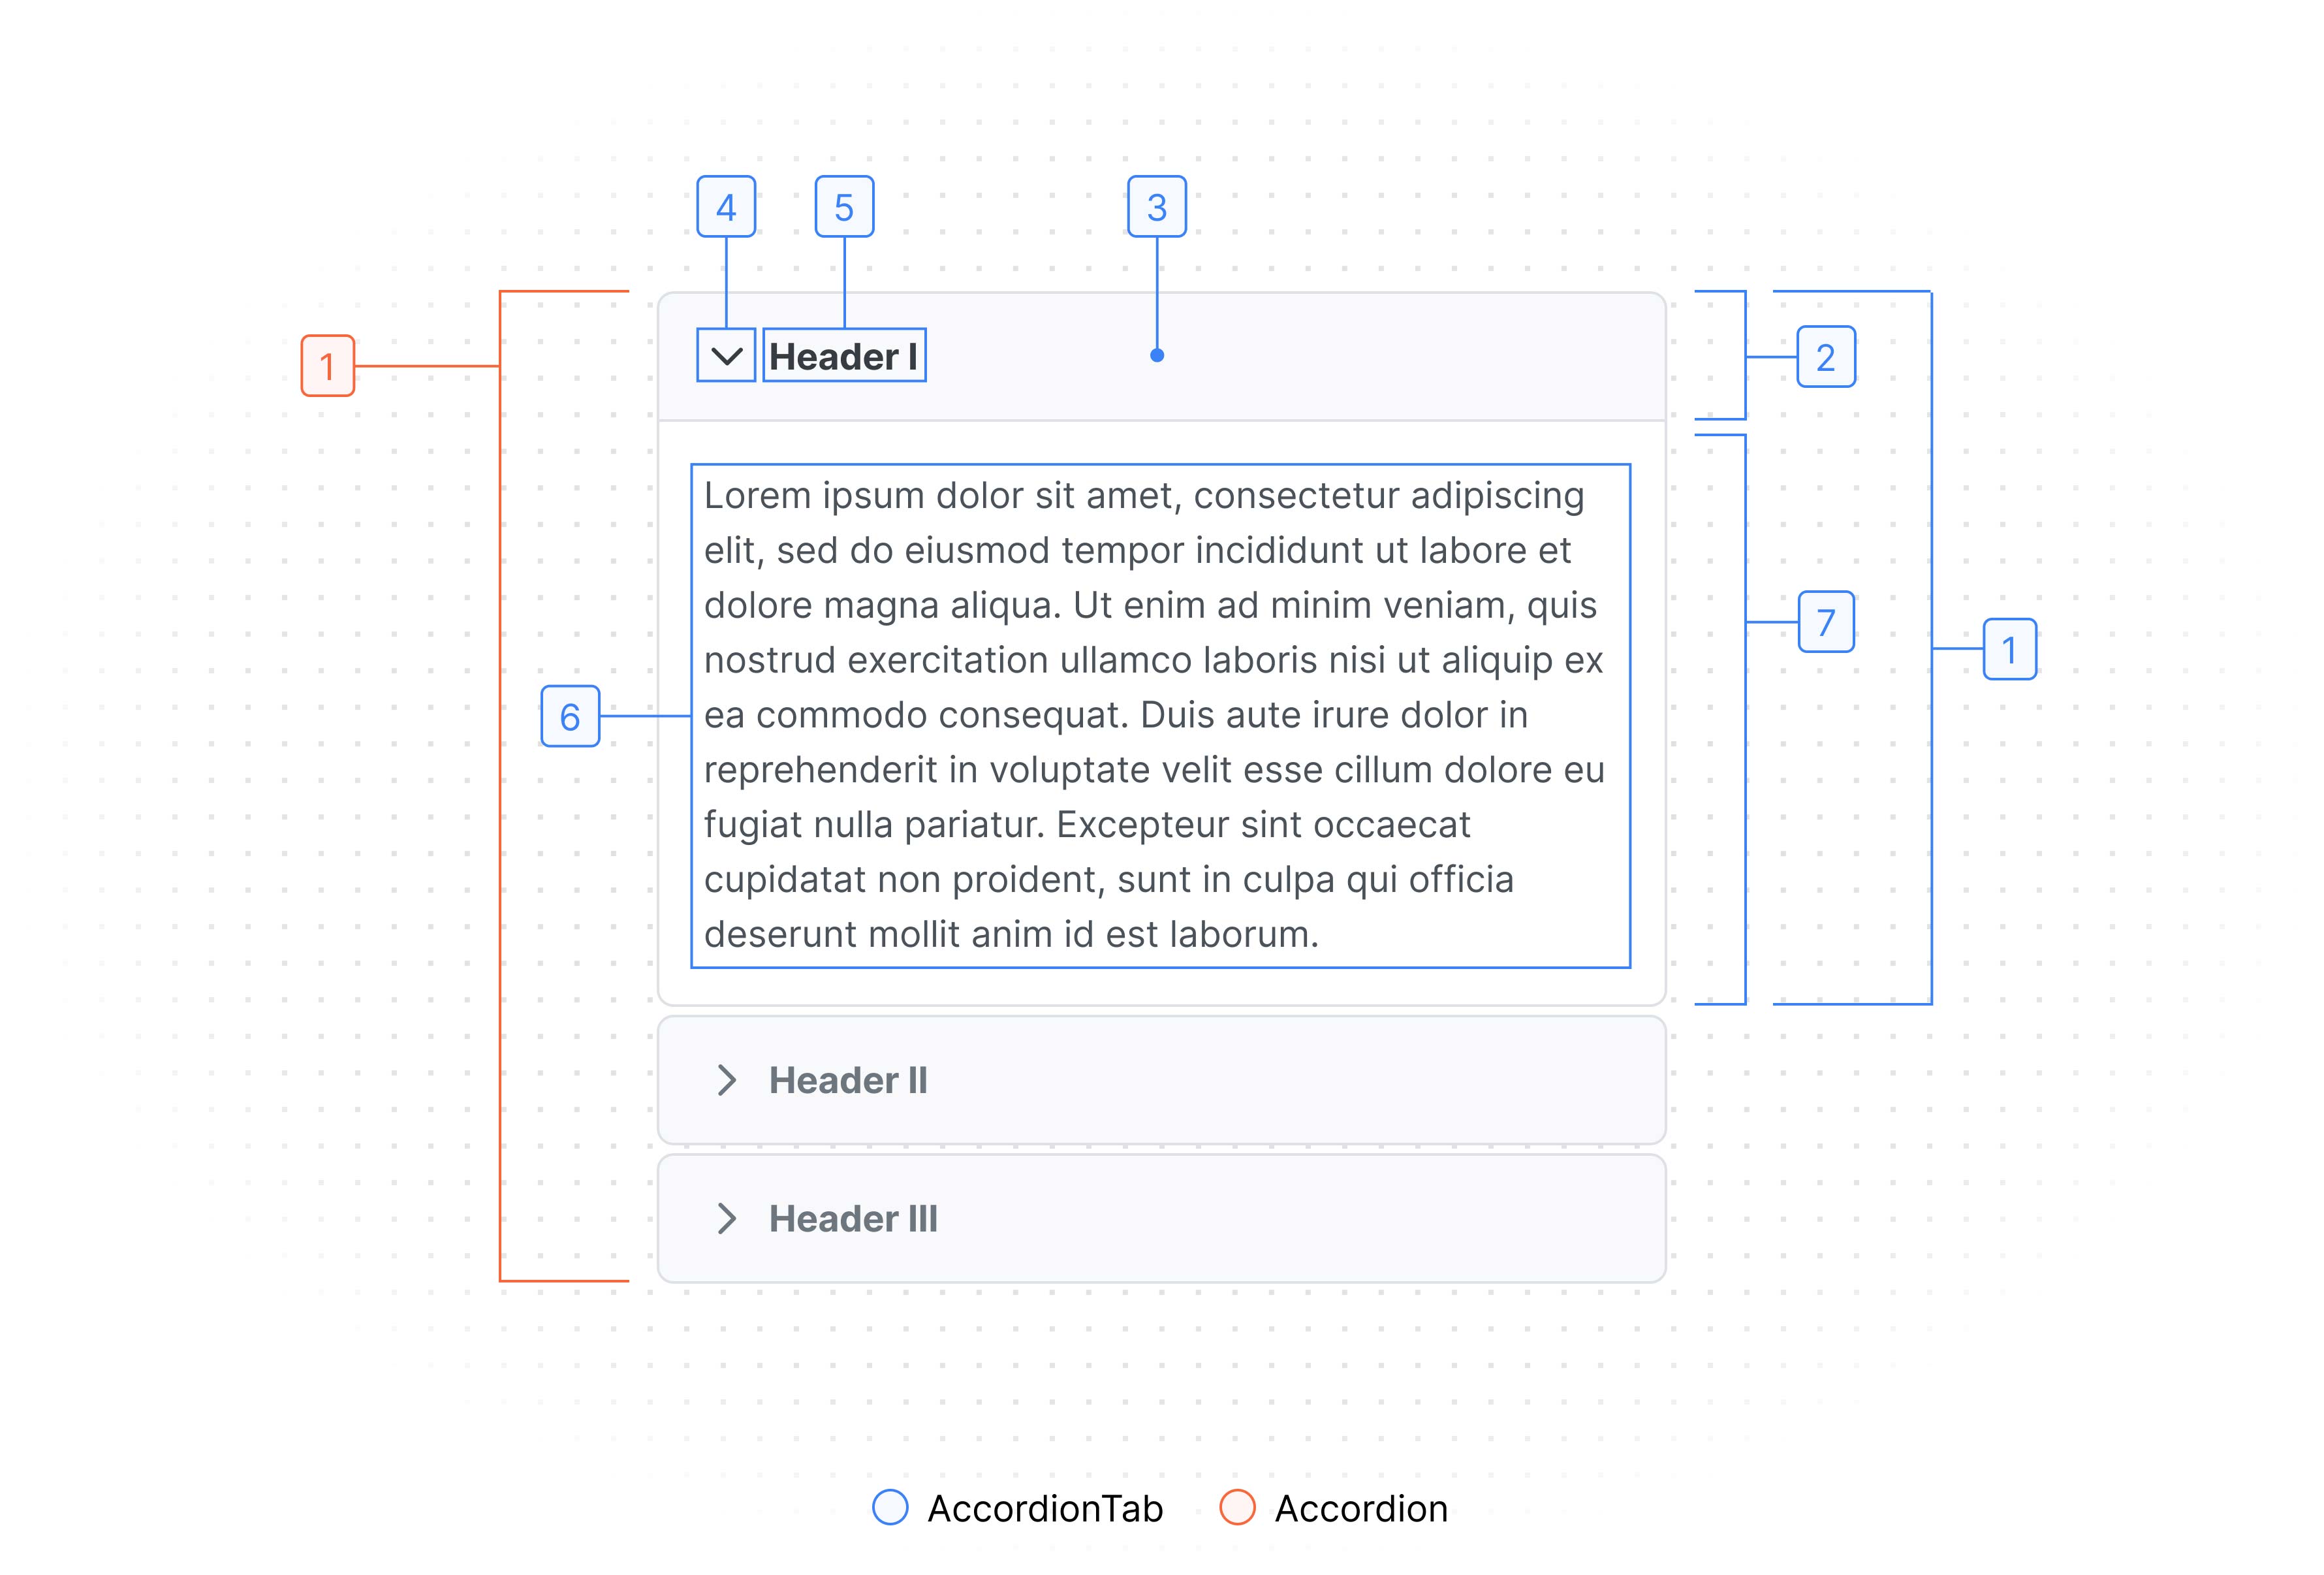 4 5 3
1
Header I
2
Lorem ipsum dolor sit amet, consectetur adipiscing
elit, sed do eiusmod tempor incididunt ut labore et
dolore magna aliqua. Ut enim ad minim veniam, quis
7
nostrud exercitation ullamco laboris nisi ut aliquip ex
1
6
ea commodo consequat. Duis aute irure dolor in
reprehenderit in voluptate velit esse cillum dolore eu
fugiat nulla pariatur. Excepteur sint occaecat
cupidatat non proident, sunt in culpa qui officia
deserunt mollit anim id est laborum.
Header II
Header III
AccordionTab
Accordion